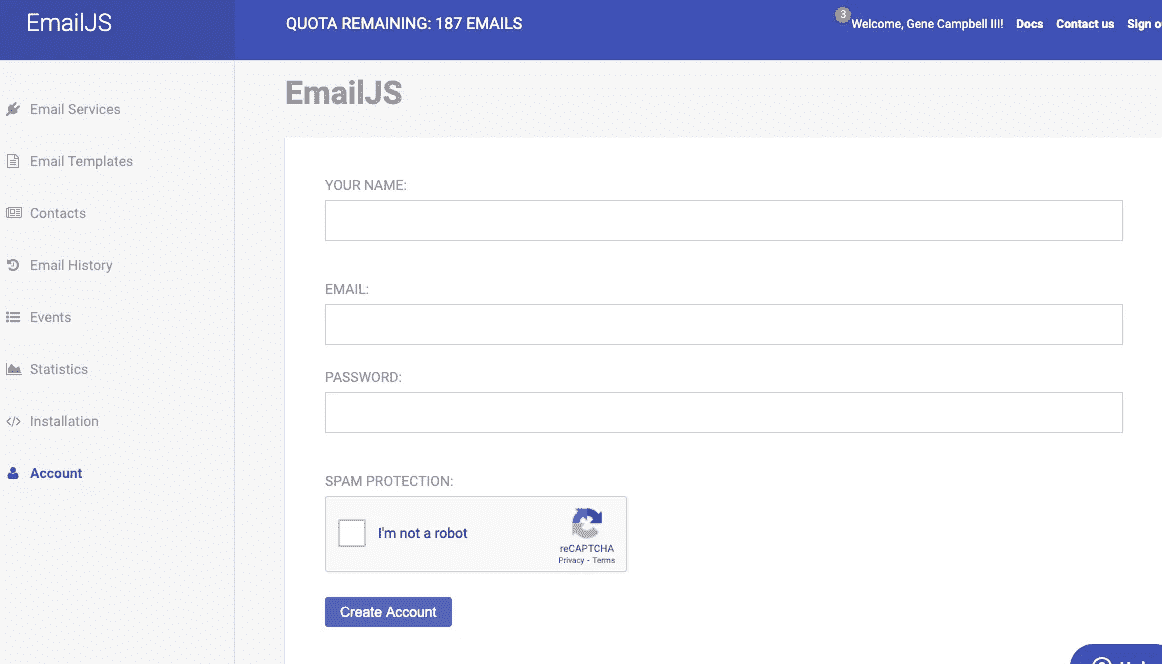 EmailJS
QUOTA REMAINING: 187 EMAILS
3
Welcome, Gene Campbell III!
Docs
Contact us
Sign o
Email Services
Email Templates
Contacts
Email History
Events
Statistics
Installation
Account
EmailJS
YOUR NAME:
EMAIL:
PASSWORD:
SPAM PROTECTION:
I'm not a robot
reCAPTCHA
Privacy - Terms
Create Account